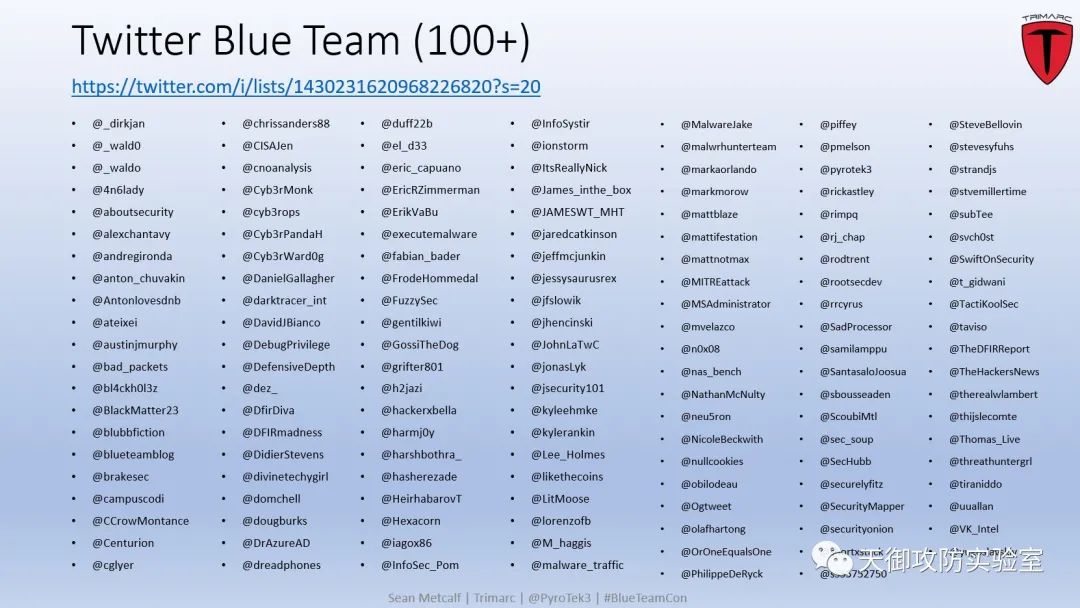 Twitter Blue Team (100+)
TRIMARC
https://twitter.com/i/lists/1430231620968226820?s=20
@_dirkjan
@_wald0
@_waldo
@4n6lady
@aboutsecurity
@alexchantavy
@andregironda
@anton_chuvakin
@Antonlovesdnb
@ateixei
@austinjmurphy
@bad_packets
@bl4ckh0l3z
@BlackMatter23
@blubbfiction
@blueteamblog
@brakesec
@campuscodi
@CCrowMontance
@Centurion
@cglyer
@chrissanders88
@CISAJen
@cnoanalysis
@Cyb3rMonk
@cyb3rops
@Cyb3rPandaH
@Cyb3rWard0g
@DanielGallagher
@darktracer_int
@DavidJBianco
@DebugPrivilege
@DefensiveDepth
@dez_
@DfirDiva
@DFIRmadness
@DidierStevens
@divinetechygirl
@domchell
@dougburks
@DrAzureAD
@dreadphones
@duff22b
@el_d33
@eric_capuano
@EricRZimmerman
@ErikVaBu
@executemalware
@fabian_bader
@FrodeHommedal
@FuzzySec
@gentilkiwi
@GossiTheDog
@grifter801
@h2jazi
@hackerxbella
@harmj0y
@harshbothra_
@hasherezade
@HeirhabarovT
@Hexacorn
@iagox86
@InfoSec_Pom
@InfoSystir
@ionstorm
@ItsReallyNick
@James_inthe_box
@JAMESWT_MHT
@jaredcatkinson
@jeffmcjunkin
@jessysaurusrex
@jfslowik
@jhencinski
@JohnLaTwC
@jonasLyk
@jsecurity101
@kyleehmke
@kylerankin
@Lee_Holmes
@likethecoins
@LitMoose
@lorenzofb
@M_haggis
@malware_traffic
@MalwareJake
@malwrhunterteam
@markaorlando
@markmorow
@mattblaze
@mattifestation
@mattnotmax
@MITREattack
@MSAdministrator
@mvelazco
@n0x08
@nas_bench
@NathanMcNulty
@neu5ron
@NicoleBeckwith
@nullcookies
@obilodeau
@Ogtweet
@olafhartong
@OrOneEqualsOne
@PhilippeDeRyck
@piffey
@pmelson
@pyrotek3
@rickastley
@rimpq
@rj_chap
@rodtrent
@rootsecdev
@rrcyrus
@SadProcessor
@samilamppu
@SantasaloJoosua
@sbousseaden
@ScoubiMtl
@sec_soup
@SecHubb
@securelyfitz
@SecurityMapper
@securityonion
@SteveBellovin
@stevesyfuhs
@strandjs
@stvemillertime
@subTee
@svch0st
@SwiftOnSecurity
@t_gidwani
@TactiKoolSec
@taviso
@TheDFIRReport
@TheHackersNews
@therealwlambert
@thijslecomte
@Thomas_Live
@threathuntergrl
@tiraniddo
@uuallan
@VK_Intel
天御攻防实验室
Sean Metcalf | Trimarc | @PyroTek3 | #BlueTeamCon